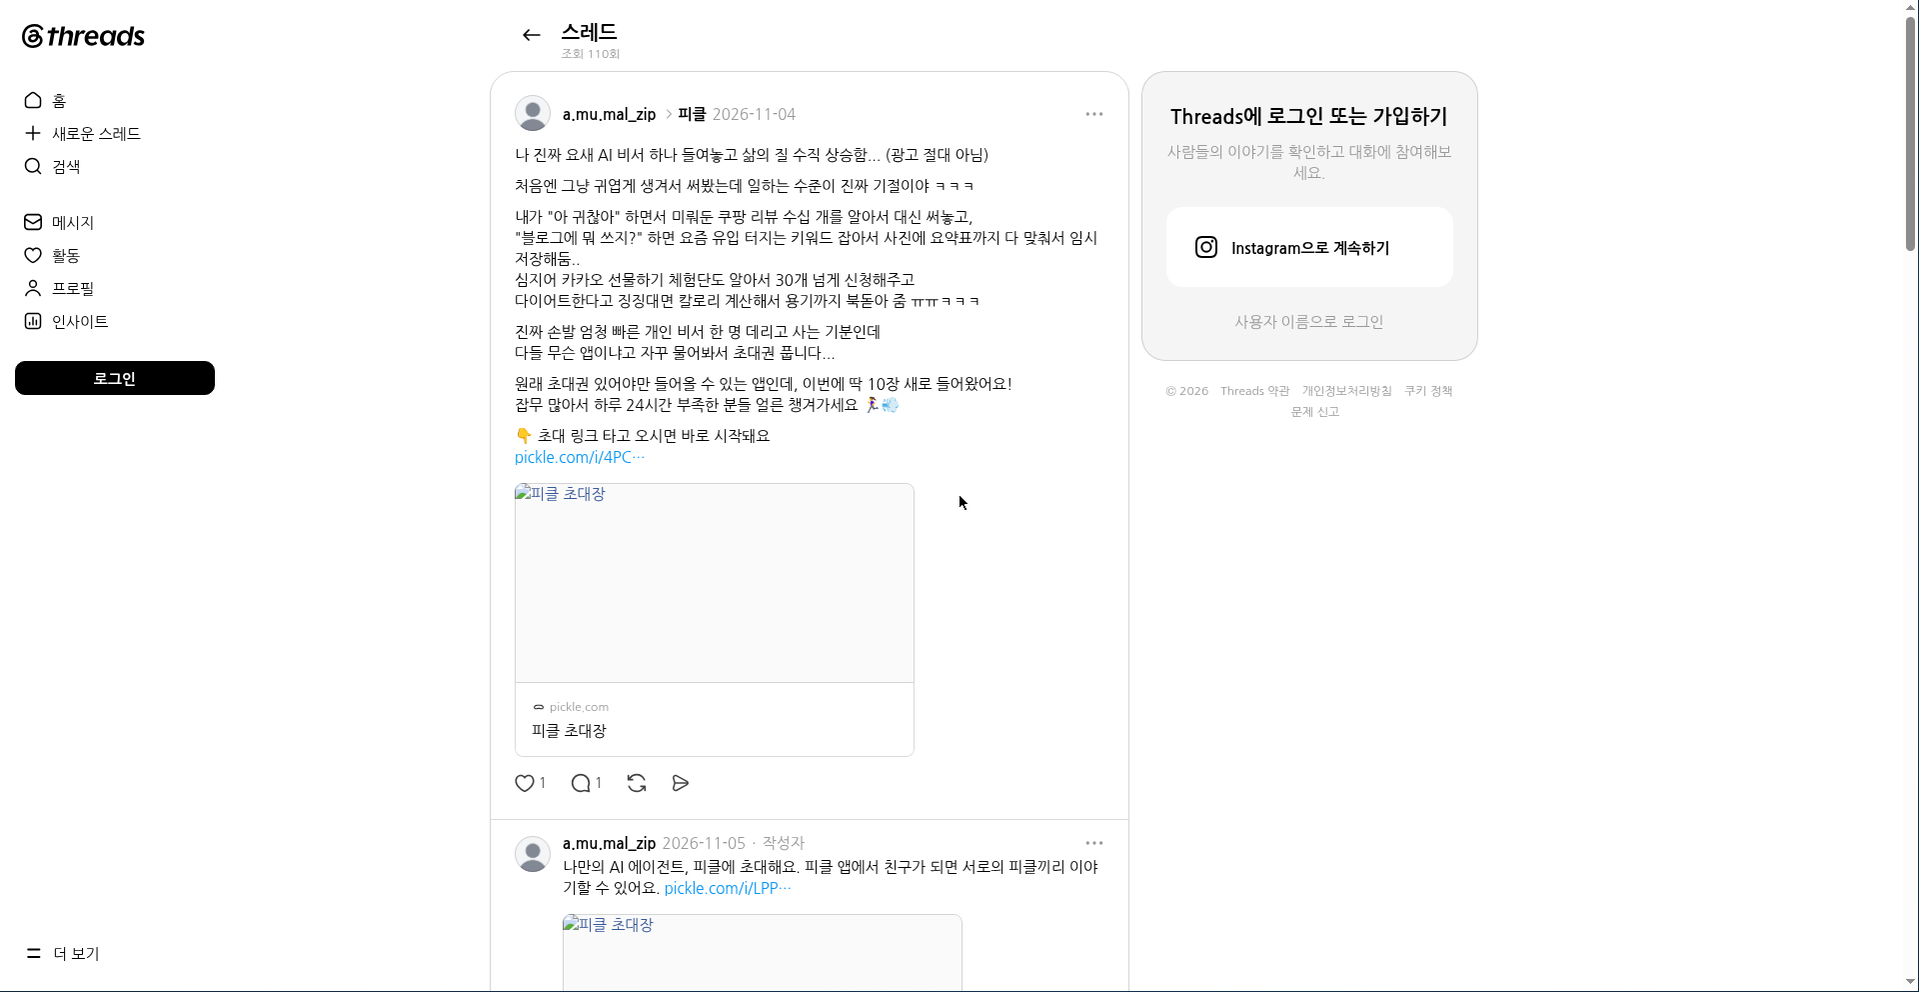 threads
홈
새로운 스레드
검색
메시지
활동
프로필
인사이트
로그인
더 보기
스레드
조회 110회
a.mu.mal_zip > 피클 2026-11-04
나 진짜 요새 AI 비서 하나 들여놓고 삶의 질 수직 상승함... (광고 절대 아님)
처음엔 그냥 귀엽게 생겨서 써봤는데 일하는 수준이 진짜 기절이야 ㅋㅋㅋ
내가 "아 귀찮아" 하면서 미뤄둔 쿠팡 리뷰 수십 개를 알아서 대신 써놓고,
"블로그에 뭐 쓰지?" 하면 요즘 유입 터지는 키워드 잡아서 사진에 요약표까지 다 맞춰서 임시
저장해둠..
심지어 카카오 선물하기 체험단도 알아서 30개 넘게 신청해주고
다이어트한다고 징징대면 칼로리 계산해서 용기까지 북돋아 줌 ㅠㅠㅋㅋㅋ
진짜 손발 엄청 빠른 개인 비서 한 명 데리고 사는 기분인데
다들 무슨 앱이냐고 자꾸 물어봐서 초대권 풉니다...
원래 초대권 있어야만 들어올 수 있는 앱인데, 이번에 딱 10장 새로 들어왔어요!
잡무 많아서 하루 24시간 부족한 분들 얼른 챙겨가세요 🏃‍♀️💨
👇 초대 링크 타고 오시면 바로 시작돼요
pickle.com/i/4PC…
피클 초대장
pickle.com
피클 초대장
1 1
a.mu.mal_zip 2026-11-05 · 작성자
나만의 AI 에이전트, 피클에 초대해요. 피클 앱에서 친구가 되면 서로의 피클끼리 이야
기할 수 있어요. pickle.com/i/LPP…
피클 초대장
Threads에 로그인 또는 가입하기
사람들의 이야기를 확인하고 대화에 참여해보
세요.
Instagram으로 계속하기
사용자 이름으로 로그인
© 2026 Threads 약관 개인정보처리방침 쿠키 정책
문제 신고